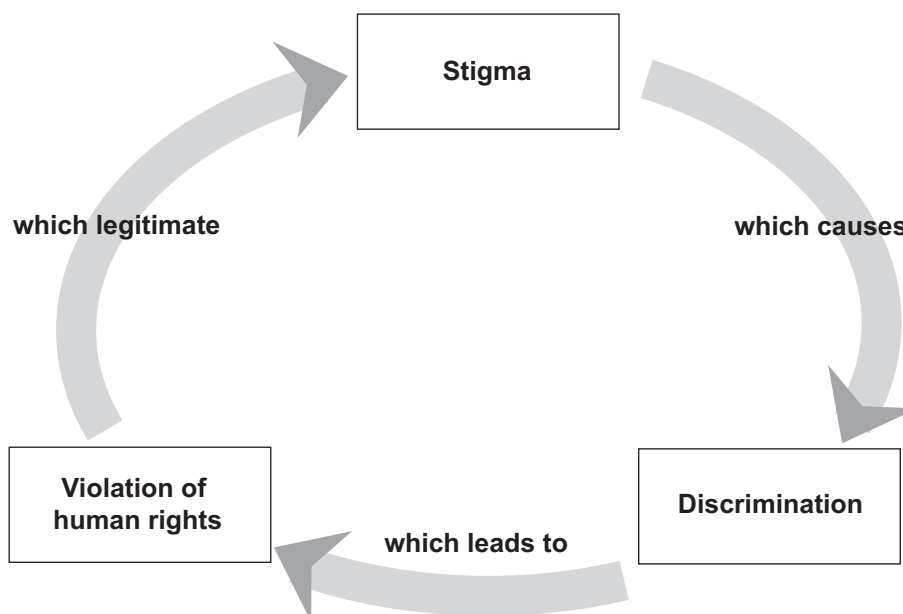 Stigma
which causes
Discrimination
which leads to
Violation of
human rights
which legitimate